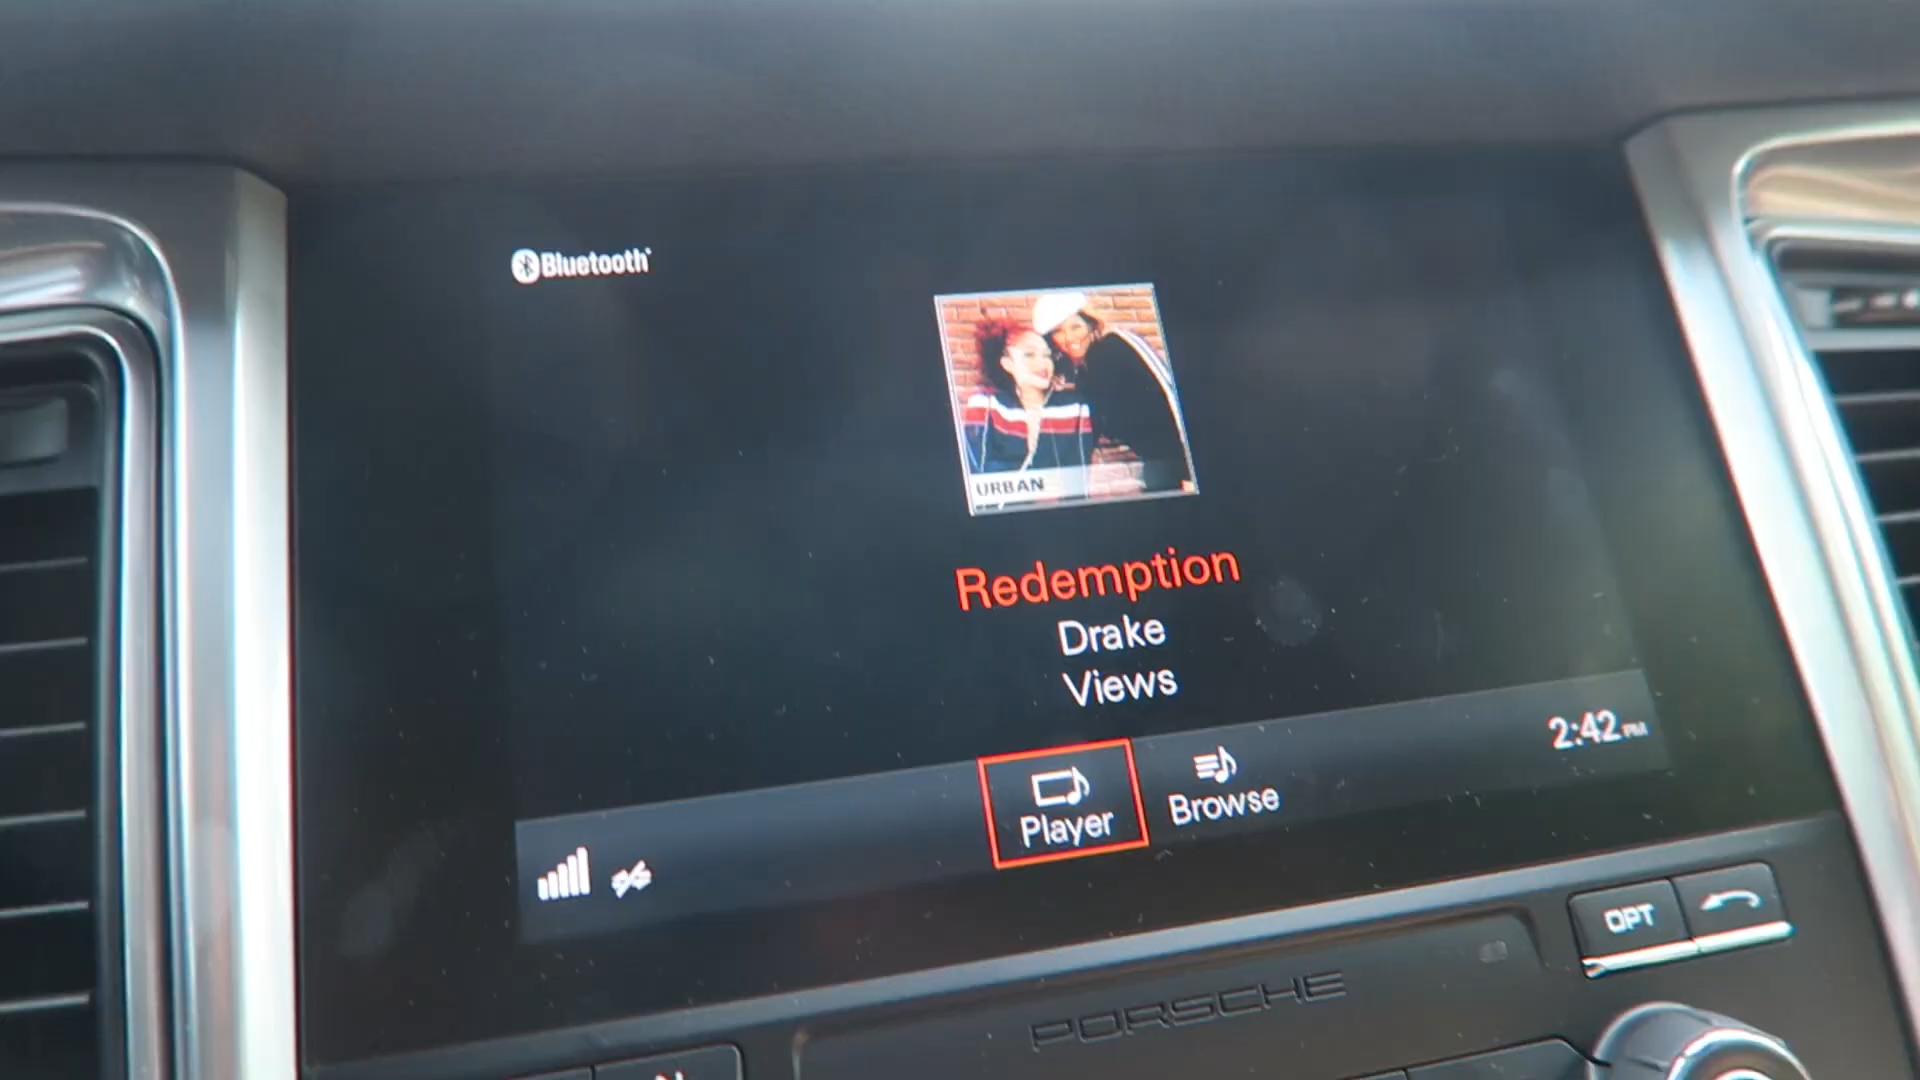 Bluetooth
URBAN
Redemption
Drake
Views
2:42 PM
Player
Browse
OPT
PORSCHE